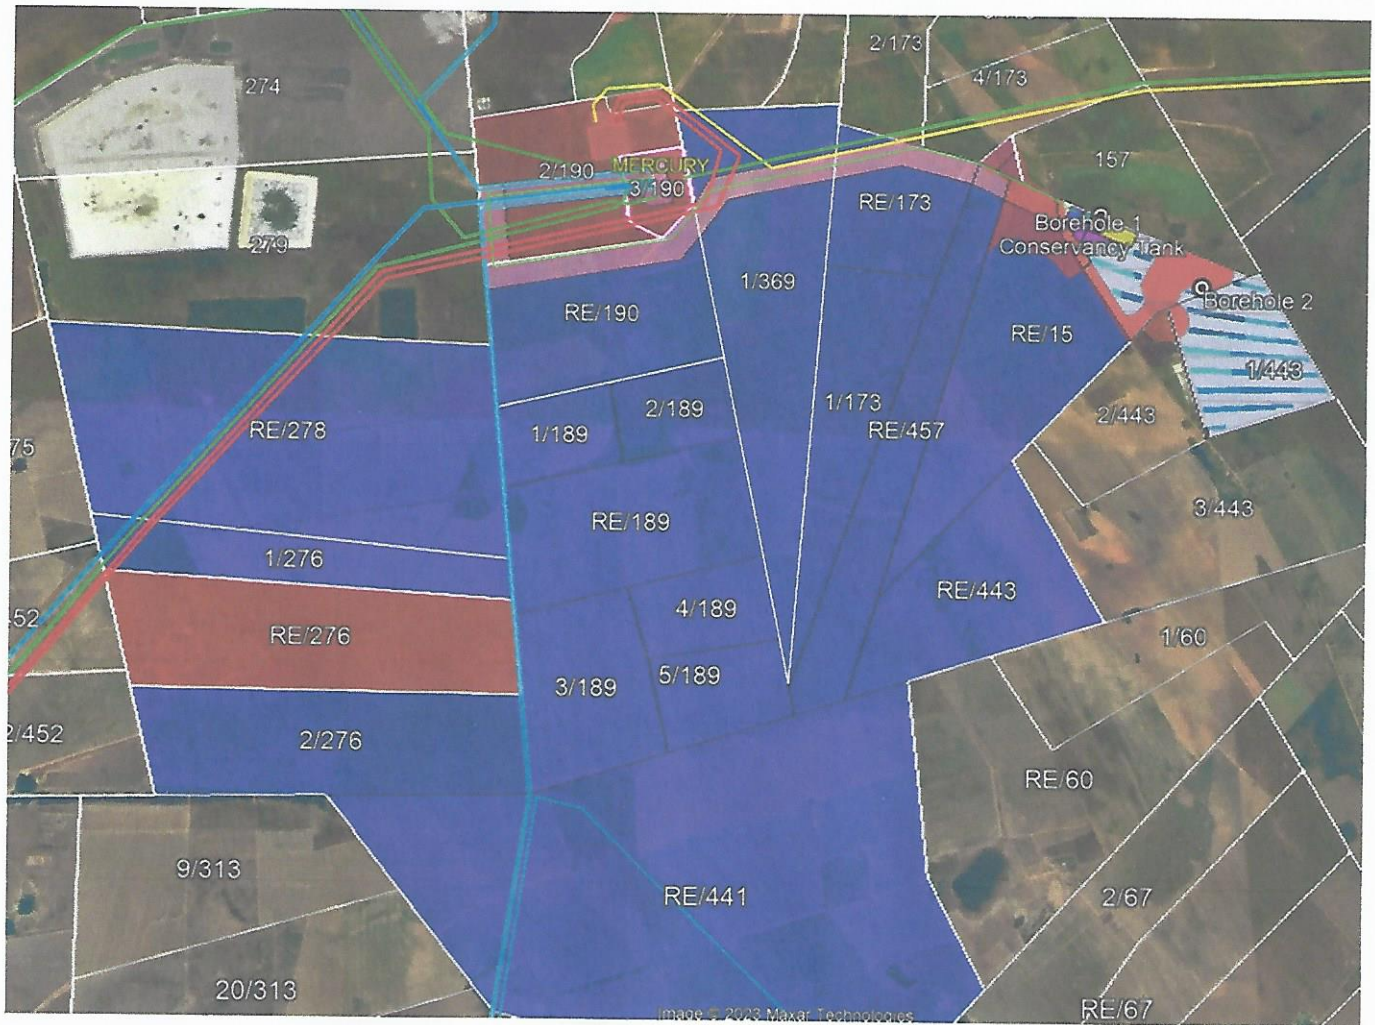 2/173
4/173
274
157
2/190
MERCURY
3/190
RE/173
Borehole 1
Conservancy Tank
279
1/369
RE/190
Borehole 2
RE/15
1/443
2/189
1/173
2/443
1/189
RE/457
RE/278
75
3/443
RE/189
1/276
RE/443
4/189
52
RE/276
1/60
5/189
3/189
2/452
2/276
RE/60
9/313
RE/441
2/67
20/313
RE/67
Image © 2023 Maxar Technologies